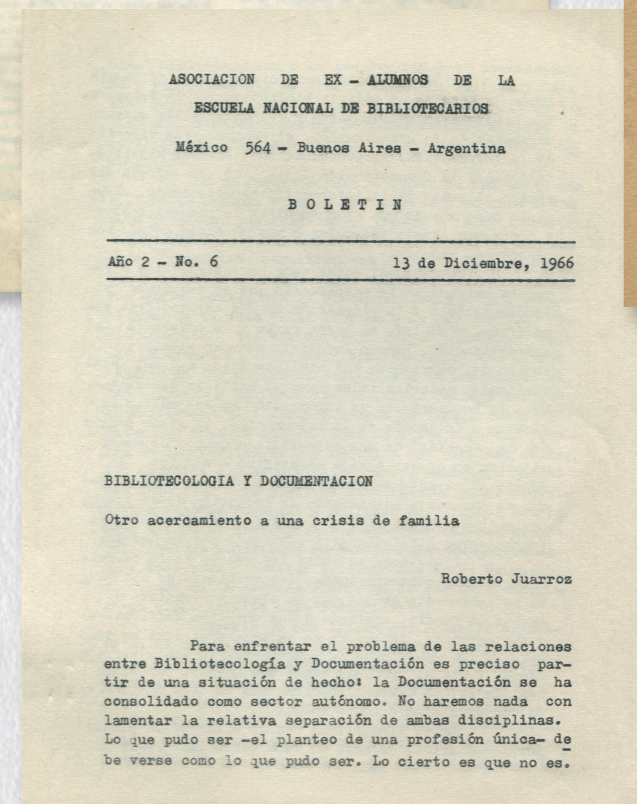 ASOCIACION DE EX - ALUMNOS DE LA
ESCUELA NACIONAL DE BIBLIOTECARIOS
México 564 - Buenos Aires - Argentina
B O L E T I N
Año 2 - No. 6 13 de Diciembre, 1966
BIBLIOTECOLOGIA Y DOCUMENTACION
Otro acercamiento a una crisis de familia
Roberto Juarroz
Para enfrentar el problema de las relaciones
entre Bibliotecología y Documentación es preciso par-
tir de una situación de hecho: la Documentación se ha
consolidado como sector autónomo. No haremos nada con
lamentar la relativa separación de ambas disciplinas.
Lo que pudo ser -el planteo de una profesión única- de
be verse como lo que pudo ser. Lo cierto es que no es.